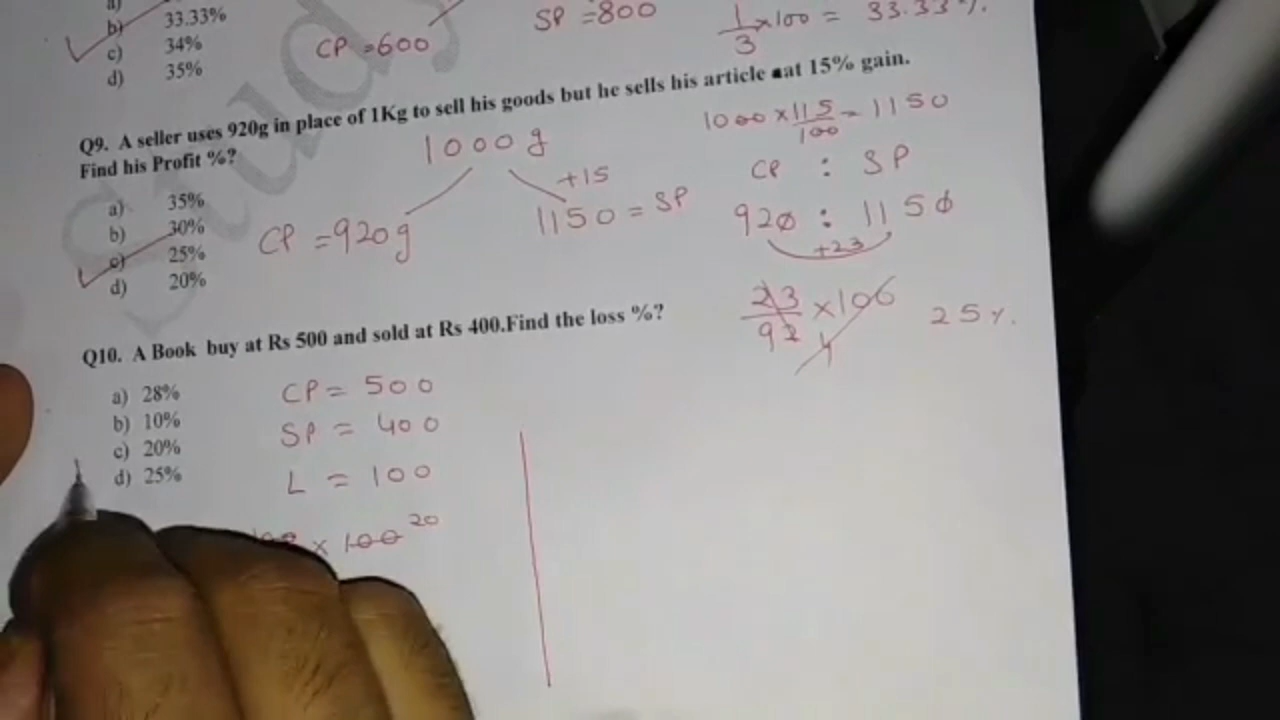 b) 33.33%
c) 34%
d) 35%
CP = 600
SP = 800
1/3 × 100 = 33.33%.
Q9. A seller uses 920g in place of 1Kg to sell his goods but he sells his article at 15% gain.
Find his Profit %?
a) 35%
b) 30%
c) 25%
d) 20%
1000 g
+15
CP = 920g
1150 = SP
1000 × 115/100 = 1150
CP : SP
920 : 1150
+23
23/92 × 100
4
25%.
Q10. A Book buy at Rs 500 and sold at Rs 400.Find the loss %?
a) 28%
b) 10%
c) 20%
d) 25%
CP = 500
SP = 400
L = 100
× 100 20
Study